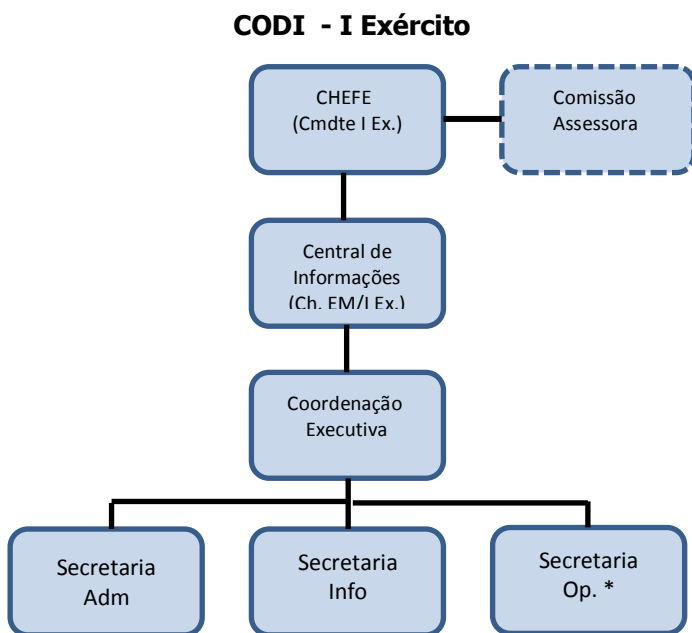 CODI - I Exército
CHEFE
(Cmdte I Ex.)
Comissão
Assessora
Central de
Informações
(Ch. EM/I Ex.)
Coordenação
Executiva
Secretaria
Adm
Secretaria
Info
Secretaria
Op. *